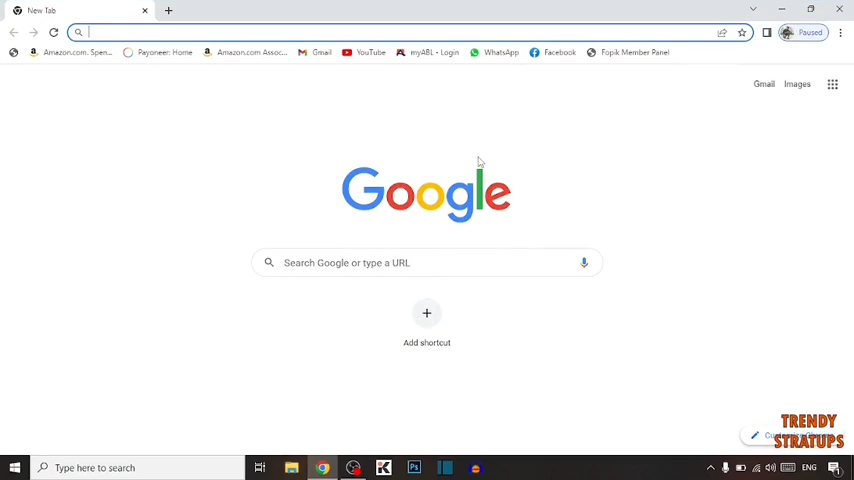 New Tab
Paused
Amazon.com. Spen...
Payoneer: Home
Amazon.com Assoc...
Gmail
YouTube
myABL • Login
WhatsApp
Facebook
Fopik Member Panel
Gmail
Images
Google
Search Google or type a URL
Add shortcut
TRENDY
STRATUPS
Type here to search
Ps
ENG